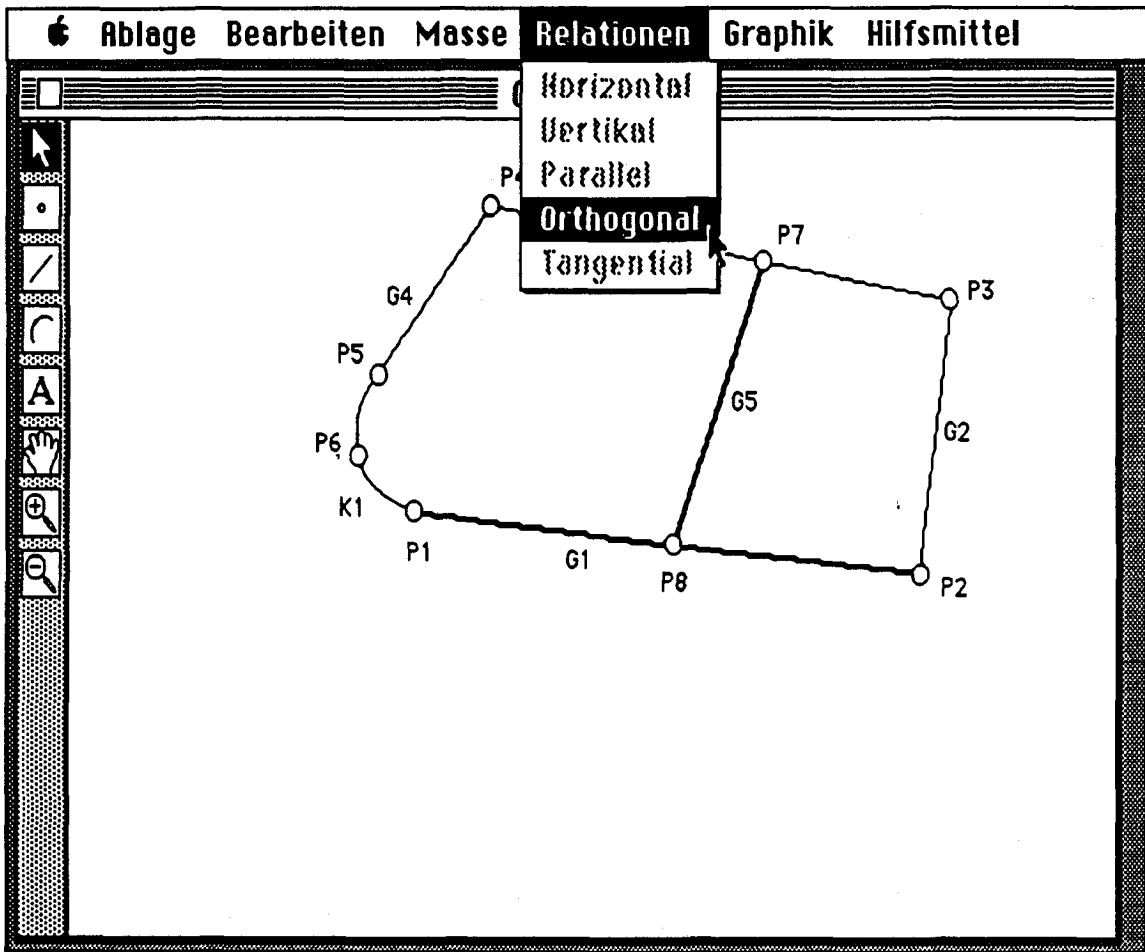 Ablage Bearbeiten Masse Relationen Graphik Hilfsmittel
Horizontal
Vertikal
Parallel
Orthogonal
Tangential
P7
P3
G4
P5
A
G5
G2
P6
K1
P1
G1
P8
P2